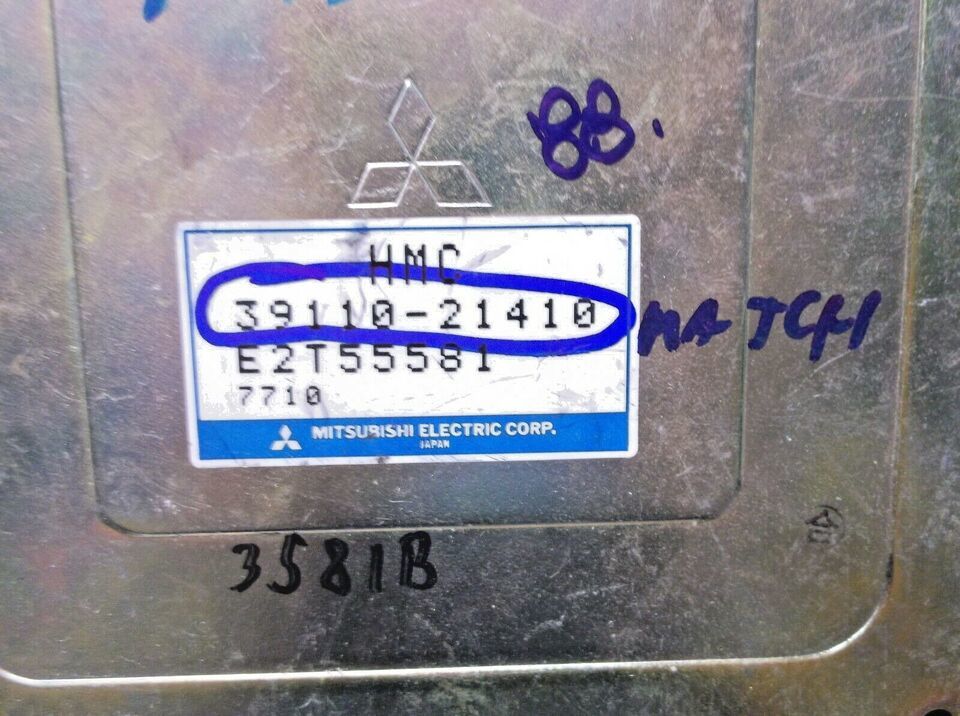 88.
HMC
39110-21410
E2T55581
7710
MATCH
MITSUBISHI ELECTRIC CORP.
JAPAN
3581B